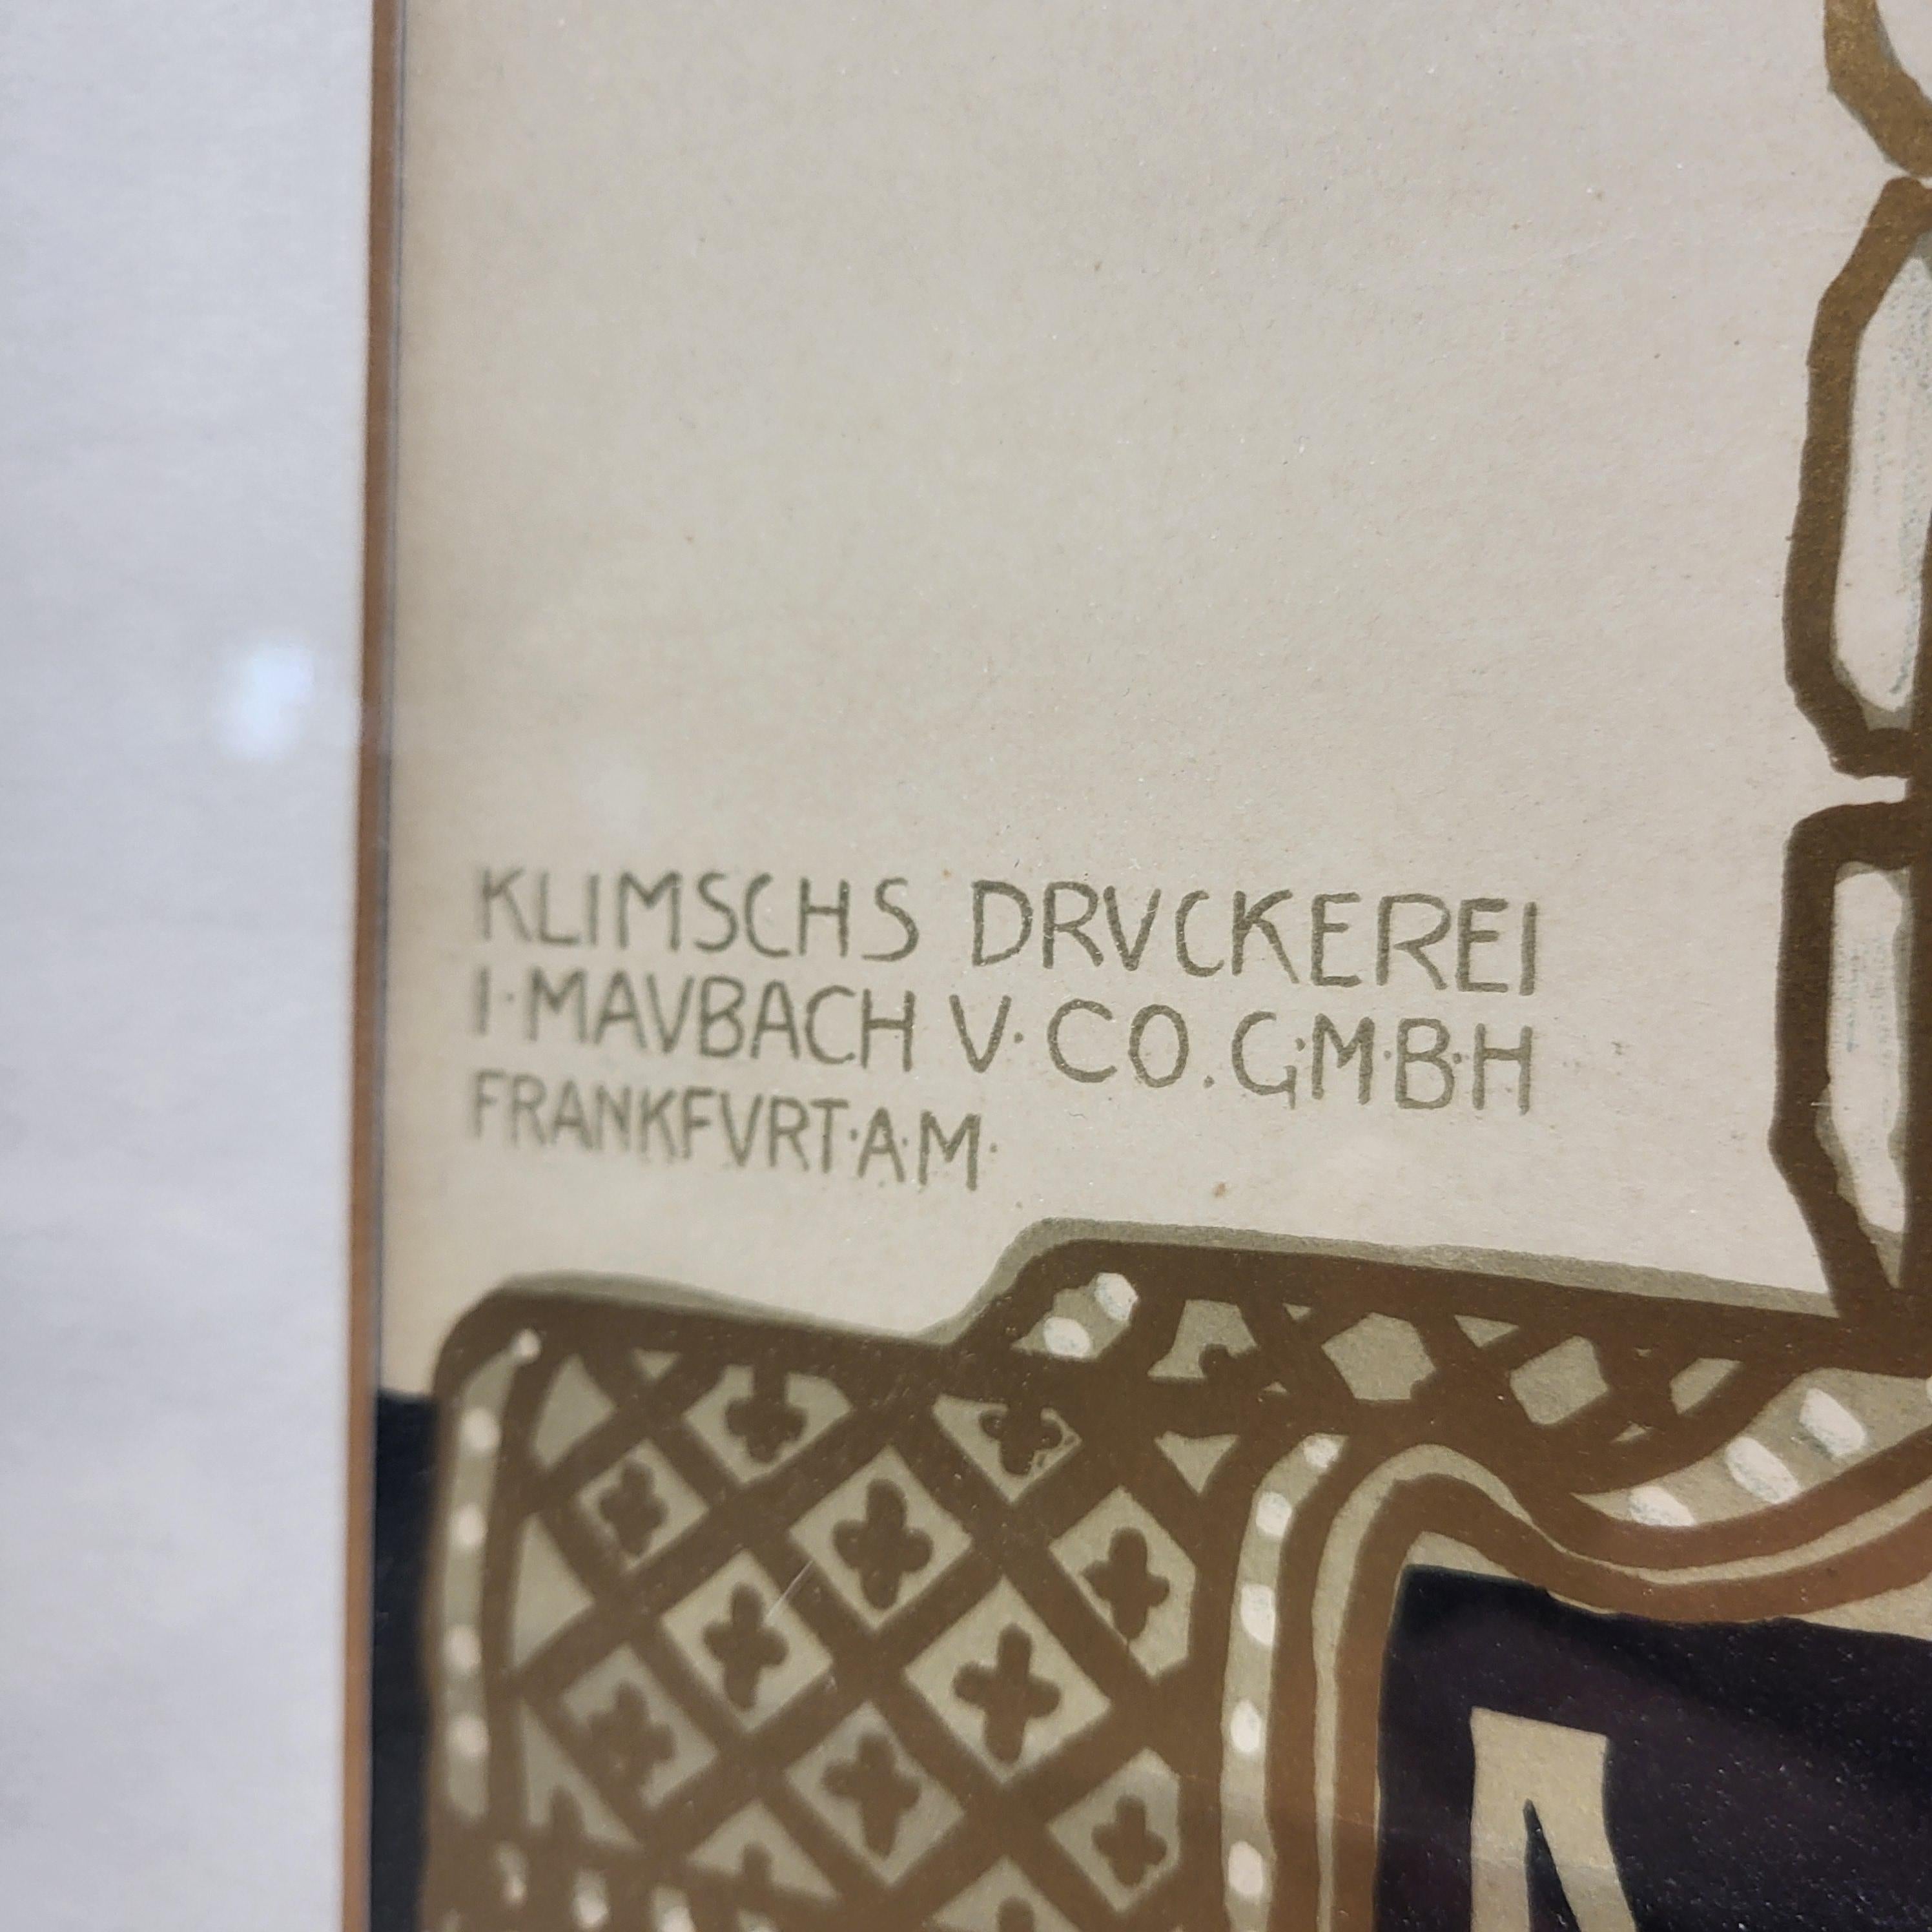 KLIMSCHS DRVCKEREI
I·MAVBACH V·CO.G·M·B·H
FRANKFVRT·A·M·